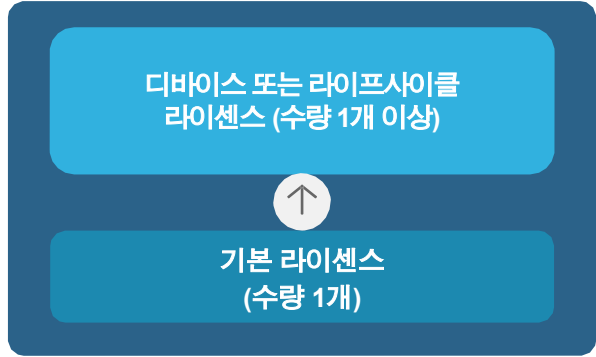 디바이스 또는 라이프사이클
라이센스 (수량 1개 이상)
기본 라이센스
(수량 1개)